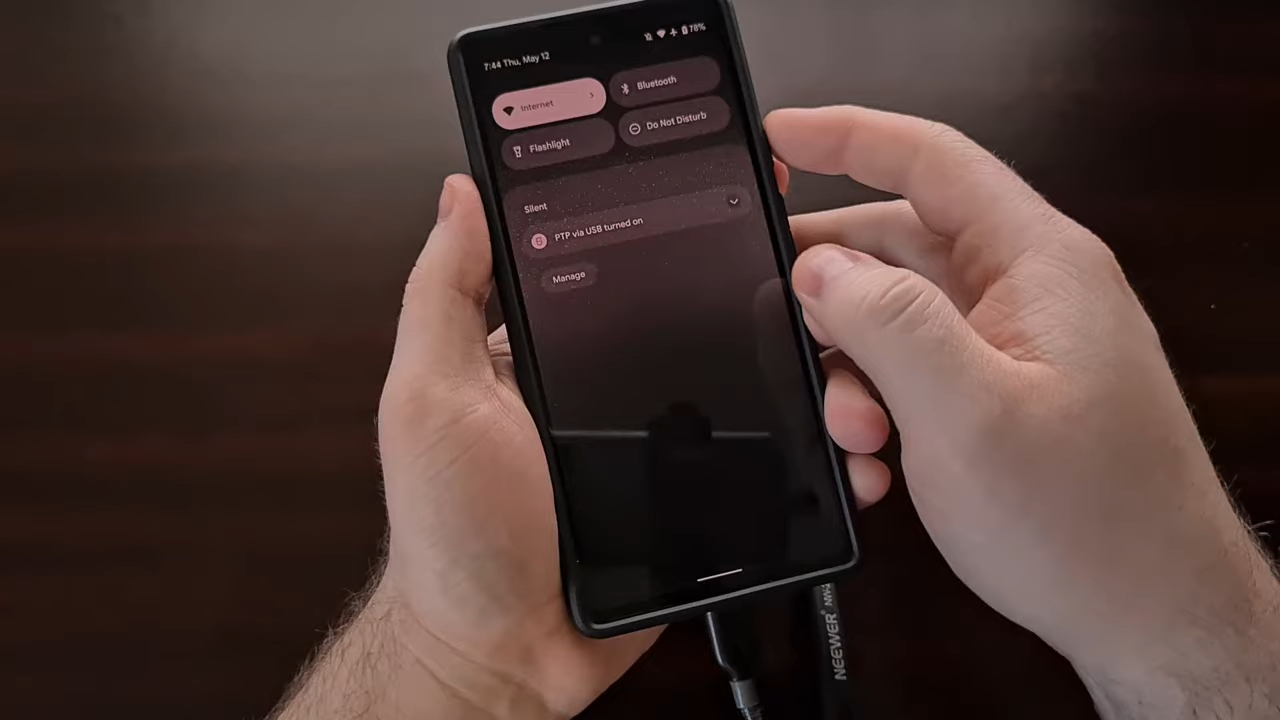 7:44 Thu, May 12
78%
Internet
Bluetooth
Flashlight
Do Not Disturb
Silent
PTP via USB turned on
Manage
NEEWER®